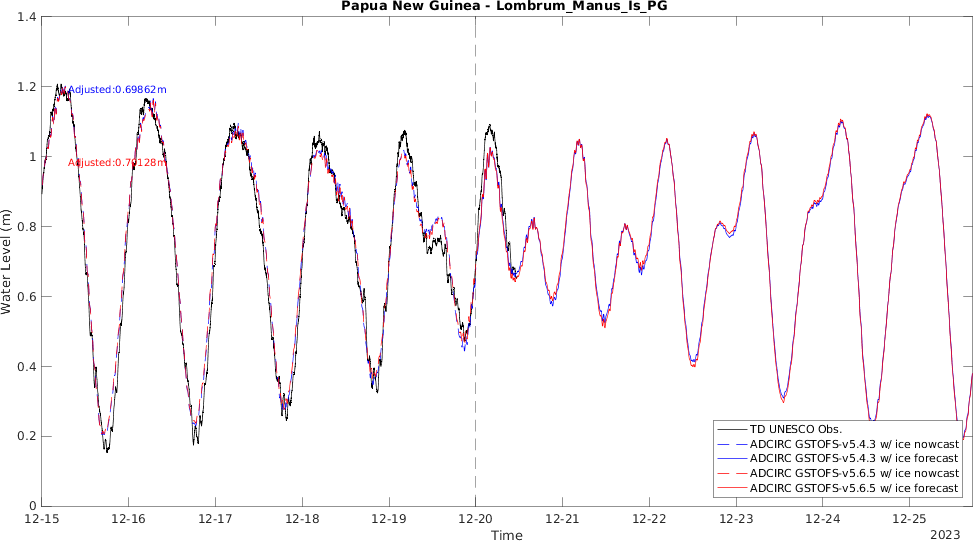 Papua New Guinea - Lombrum_Manus_Is_PG
1.4
1.2
1
0.8
0.6
0.4
0.2
0
Water Level (m)
Adjusted:0.69862m
Adjusted:0.70128m
TD UNESCO Obs.
ADCIRC GSTOFS-v5.4.3 w/ ice nowcast
ADCIRC GSTOFS-v5.4.3 w/ ice forecast
ADCIRC GSTOFS-v5.6.5 w/ ice nowcast
ADCIRC GSTOFS-v5.6.5 w/ ice forecast
12-15 12-16 12-17 12-18 12-19 12-20 12-21 12-22 12-23 12-24 12-25
Time
2023